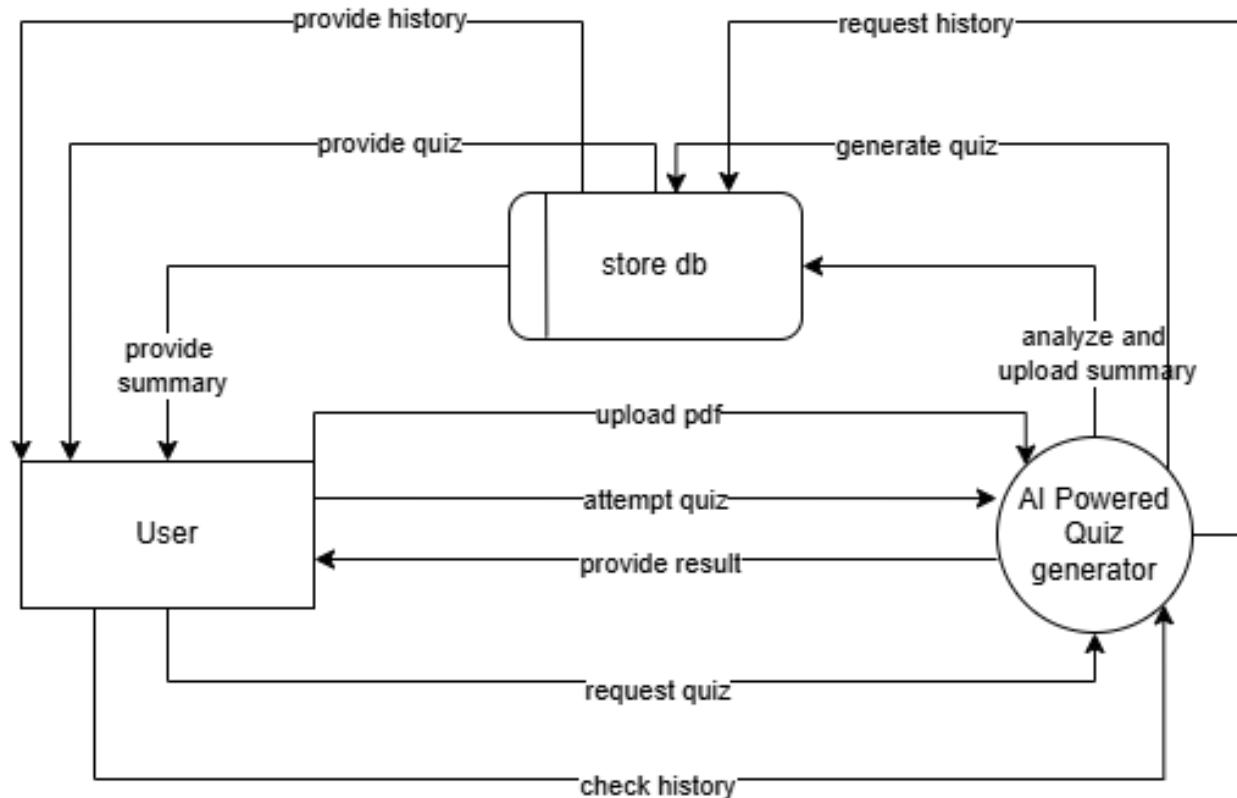 provide history
request history
provide quiz
generate quiz
store db
provide
summary
analyze and
upload summary
upload pdf
attempt quiz
provide result
User
AI Powered
Quiz
generator
request quiz
check history